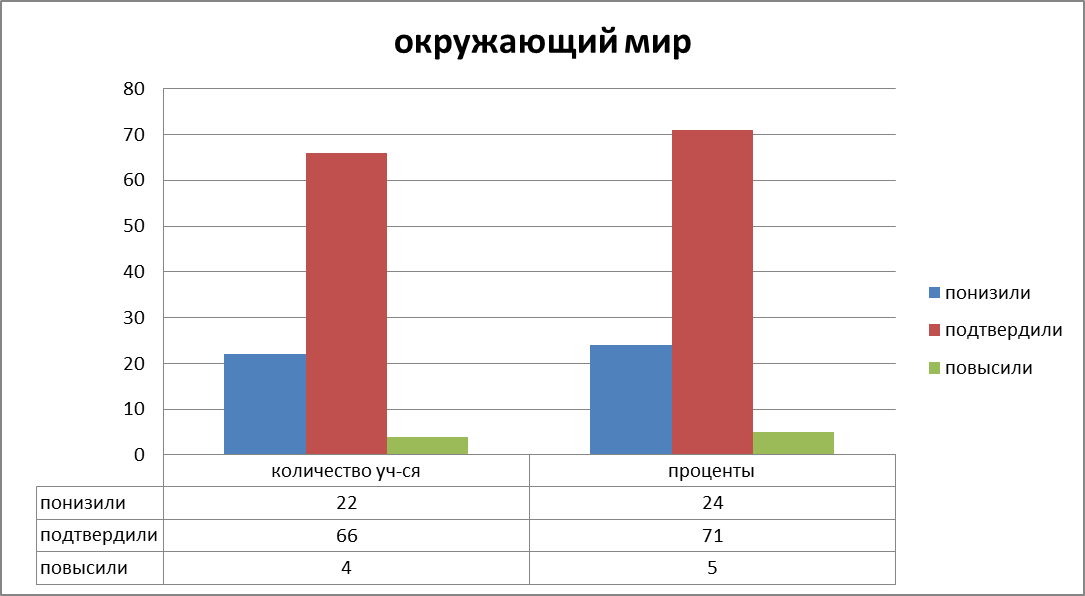 окружающий мир
80
70
60
50
40
30
20
10
0
количество уч-ся проценты
понизили 22 24
подтвердили 66 71
повысили 4 5
понизили
подтвердили
повысили